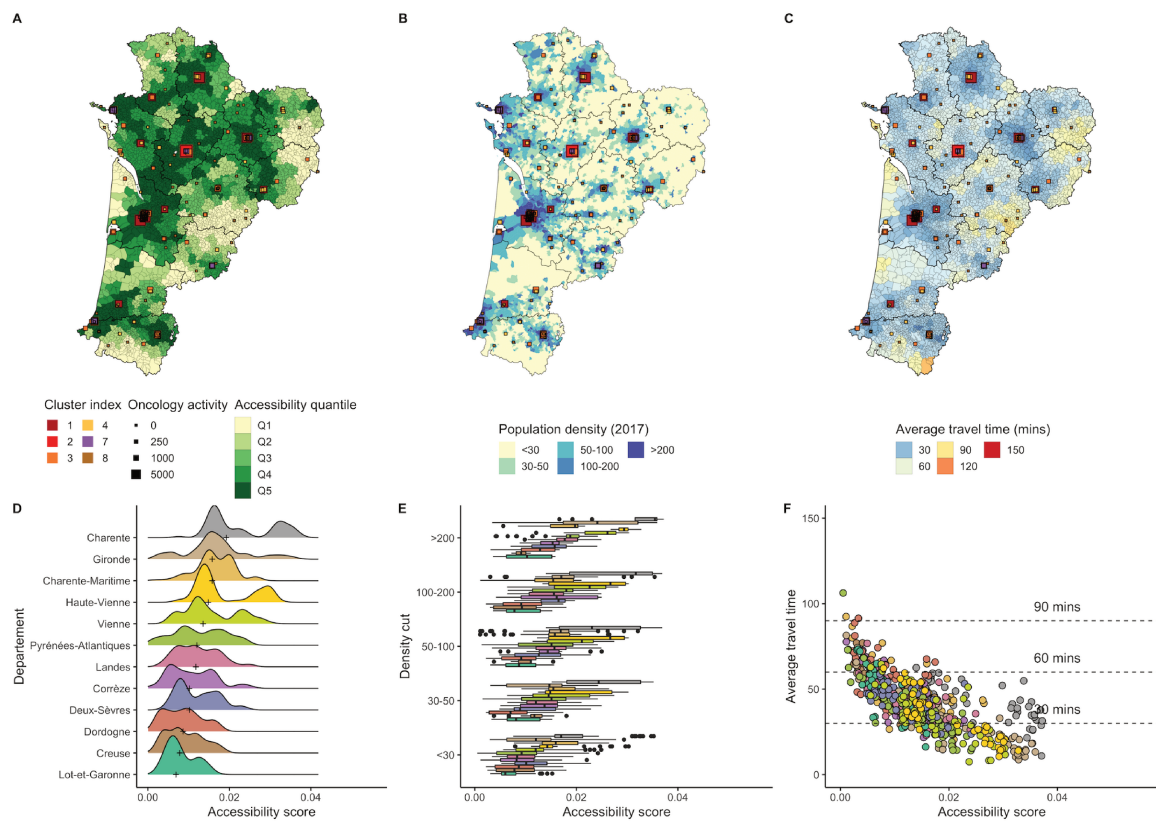 A
B
C
Cluster index
1
4
2
7
3
8
Oncology activity
0
250
1000
5000
Accessibility quantile
Q1
Q2
Q3
Q4
Q5
Population density (2017)
<30
50-100
>200
30-50
100-200
Average travel time (mins)
30
90
150
60
120
D
Departement
Charente
Gironde
Charente-Maritime
Haute-Vienne
Vienne
Pyrénées-Atlantiques
Landes
Corrèze
Deux-Sèvres
Dordogne
Creuse
Lot-et-Garonne
0.00
0.02
0.04
Accessibility score
E
Density cut
>200
100-200
50-100
30-50
<30
0.00
0.02
0.04
Accessibility score
F
Average travel time
150
100
50
0
90 mins
60 mins
30 mins
0.00
0.02
0.04
Accessibility score